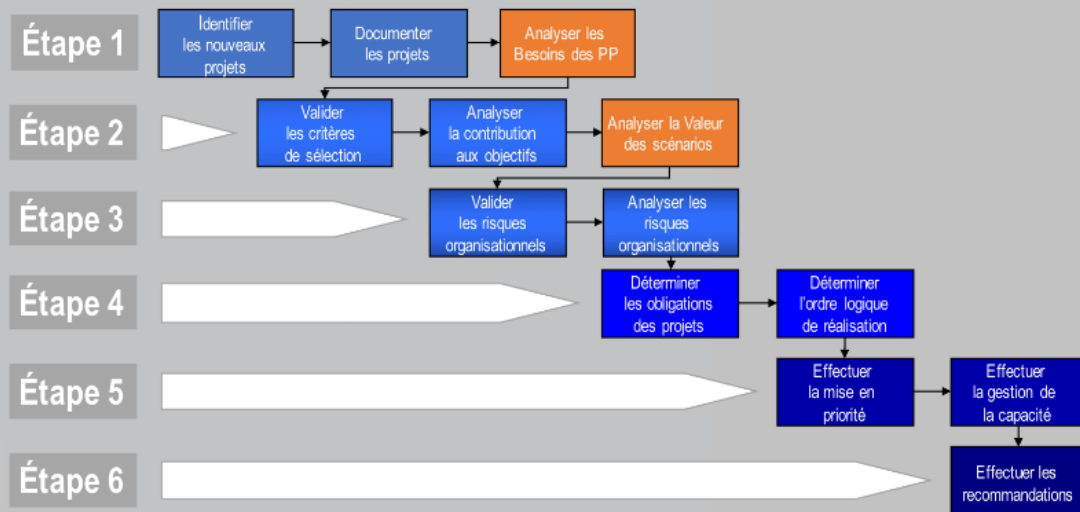 Étape 1
Identifier
les nouveaux
projets
Documenter
les projets
Analyser les
Besoins des PP
Étape 2
Valider
les critères
de sélection
Analyser
la contribution
aux objectifs
Analyser la Valeur
des scénarios
Étape 3
Valider
les risques
organisationnels
Analyser les
risques
organisationnels
Étape 4
Déterminer
les obligations
des projets
Déterminer
l'ordre logique
de réalisation
Étape 5
Effectuer
la mise en
priorité
Effectuer
la gestion de
la capacité
Étape 6
Effectuer les
recommandations